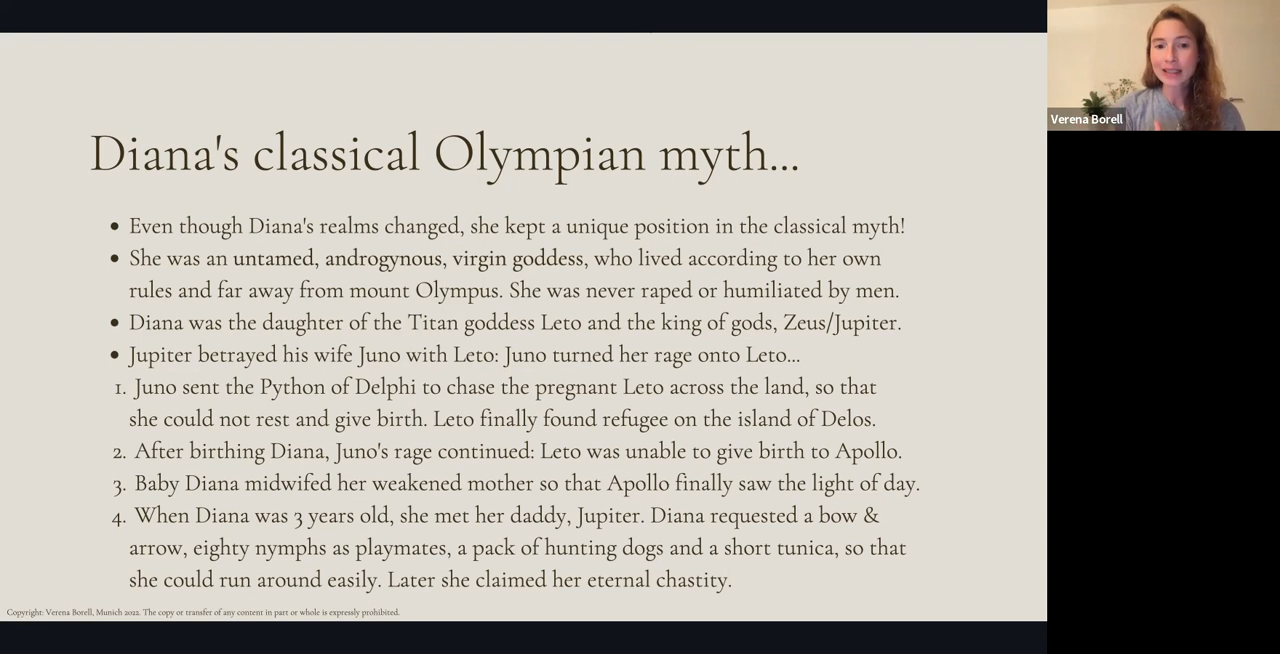 Diana's classical Olympian myth...
• Even though Diana's realms changed, she kept a unique position in the classical myth!
• She was an untamed, androgynous, virgin goddess, who lived according to her own
rules and far away from mount Olympus. She was never raped or humiliated by men.
• Diana was the daughter of the Titan goddess Leto and the king of gods, Zeus/Jupiter.
• Jupiter betrayed his wife Juno with Leto: Juno turned her rage onto Leto...
1. Juno sent the Python of Delphi to chase the pregnant Leto across the land, so that
she could not rest and give birth. Leto finally found refugee on the island of Delos.
2. After birthing Diana, Juno's rage continued: Leto was unable to give birth to Apollo.
3. Baby Diana midwifed her weakened mother so that Apollo finally saw the light of day.
4. When Diana was 3 years old, she met her daddy, Jupiter. Diana requested a bow &
arrow, eighty nymphs as playmates, a pack of hunting dogs and a short tunica, so that
she could run around easily. Later she claimed her eternal chastity.
Copyright: Verena Borell, Munich 2022. The copy or transfer of any content in part or whole is expressly prohibited.
Verena Borell